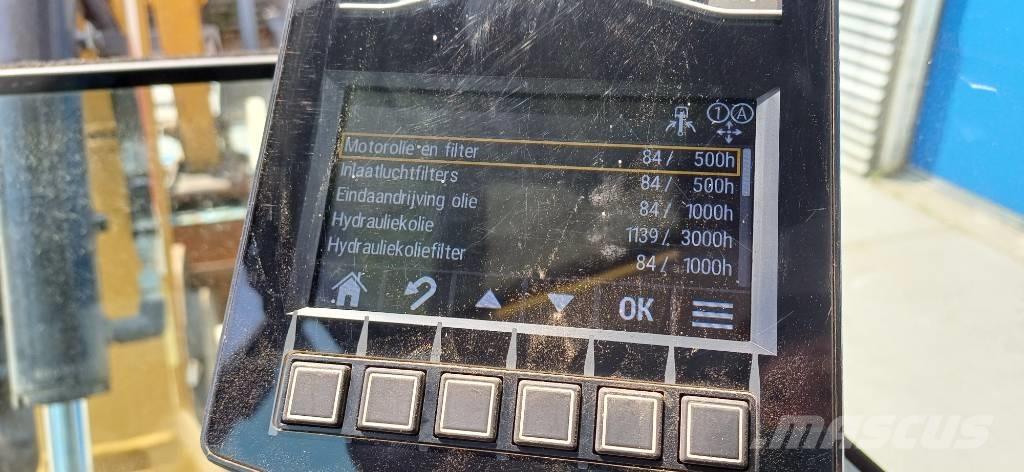 1 A
Motorolie en filter 84/ 500h
Inlaatluchtfilters 84/ 500h
Eindaandrijving olie 84/ 1000h
Hydrauliekolie 1139/ 3000h
Hydrauliekoliefilter 84/ 1000h
OK
MASCUS